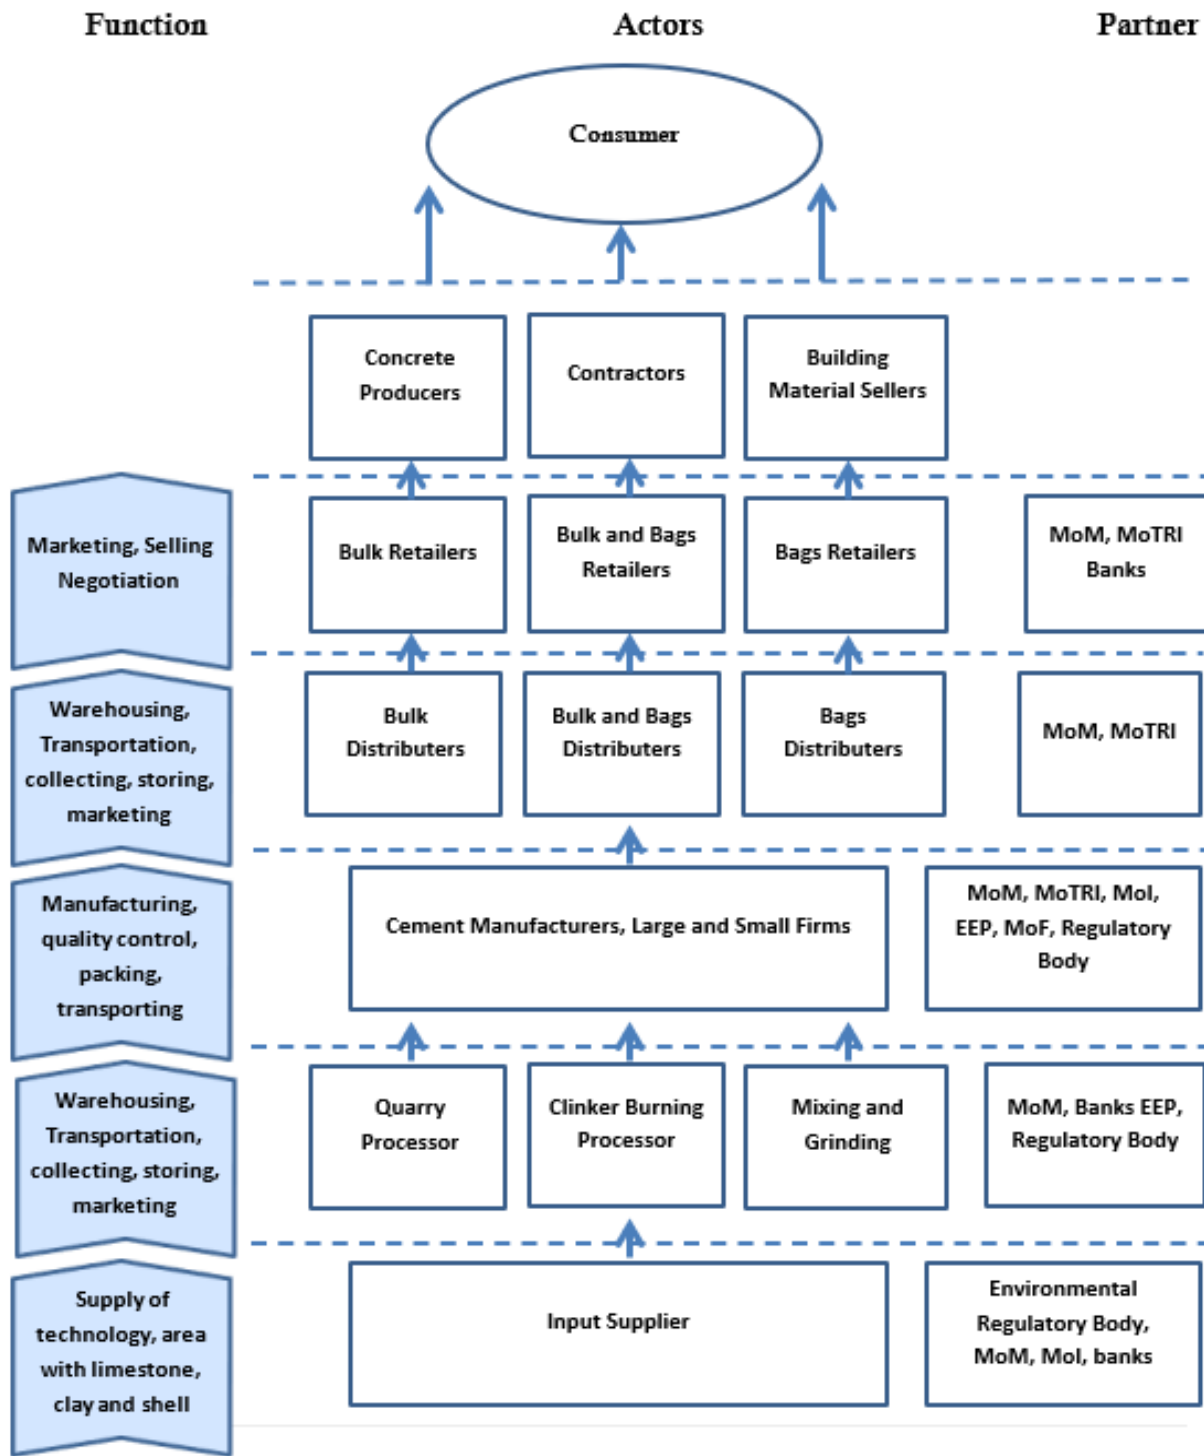 Function
Actors
Partner
Consumer
Concrete
Producers
Contractors
Building
Material Sellers
Marketing, Selling
Negotiation
Bulk Retailers
Bulk and Bags
Retailers
Bags Retailers
MoM, MoTRI
Banks
Warehousing,
Transportation,
collecting, storing,
marketing
Bulk
Distributers
Bulk and Bags
Distributers
Bags
Distributers
MoM, MoTRI
Manufacturing,
quality control,
packing,
transporting
Cement Manufacturers, Large and Small Firms
MoM, MoTRI, MoI,
EEP, MoF, Regulatory
Body
Warehousing,
Transportation,
collecting, storing,
marketing
Quarry
Processor
Clinker Burning
Processor
Mixing and
Grinding
MoM, Banks EEP,
Regulatory Body
Supply of
technology, area
with limestone,
clay and shell
Input Supplier
Environmental
Regulatory Body,
MoM, MoI, banks